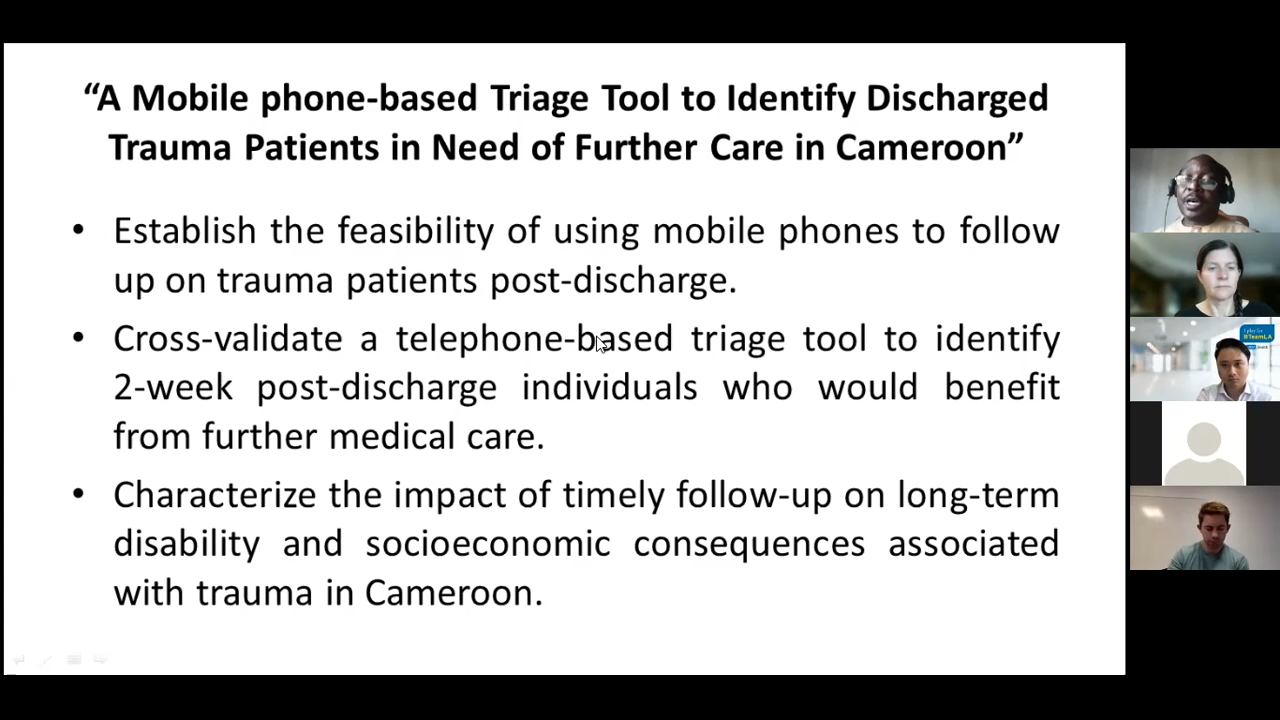 “A Mobile phone-based Triage Tool to Identify Discharged
Trauma Patients in Need of Further Care in Cameroon”
• Establish the feasibility of using mobile phones to follow
up on trauma patients post-discharge.
• Cross-validate a telephone-based triage tool to identify
2-week post-discharge individuals who would benefit
from further medical care.
• Characterize the impact of timely follow-up on long-term
disability and socioeconomic consequences associated
with trauma in Cameroon.
#TeamLA